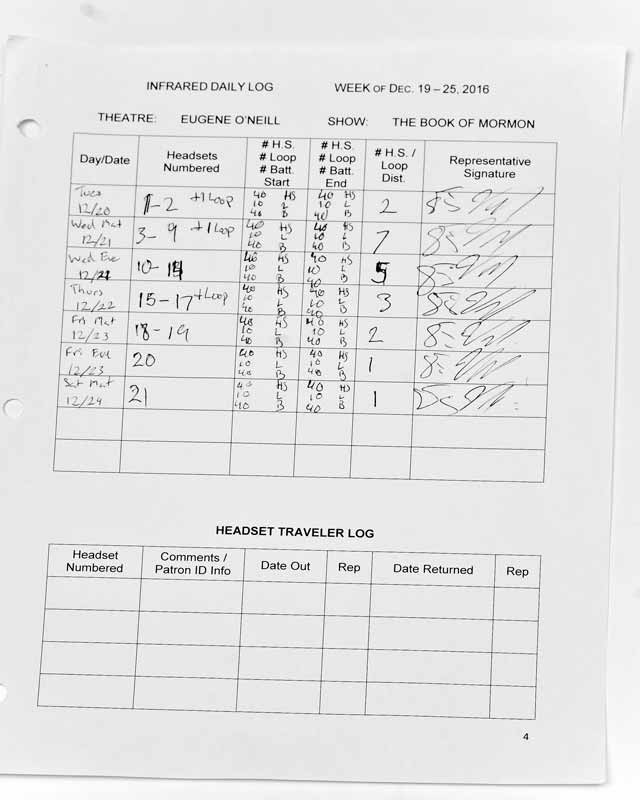 INFRARED DAILY LOG WEEK OF DEC. 19 – 25, 2016
THEATRE: EUGENE O'NEILL SHOW: THE BOOK OF MORMON
Day/Date Headsets Numbered # H.S. # Loop # Batt. Start # H.S. # Loop # Batt. End # H.S. / Loop Dist. Representative Signature
Tues 12/20 1-2 +1 Loop 40 HS 10 L 40 B 40 HS 10 L 40 B 2
Wed Mat 12/21 3-9 +1 Loop 40 HS 10 L 40 B 40 HS 10 L 40 B 7
Wed Eve 12/21 10-14 40 HS 10 L 40 B 40 HS 10 L 40 B 5
Thurs 12/22 15-17 +Loop 40 HS 10 L 40 B 40 HS 10 L 40 B 3
Fri Mat 12/23 18-19 40 HS 10 L 40 B 40 HS 10 L 40 B 2
Fri Eve 12/23 20 40 HS 10 L 40 B 40 HS 10 L 40 B 1
Sat Mat 12/24 21 40 HS 10 L 40 B 40 HS 10 L 40 B 1
HEADSET TRAVELER LOG
Headset Numbered Comments / Patron ID Info Date Out Rep Date Returned Rep
4